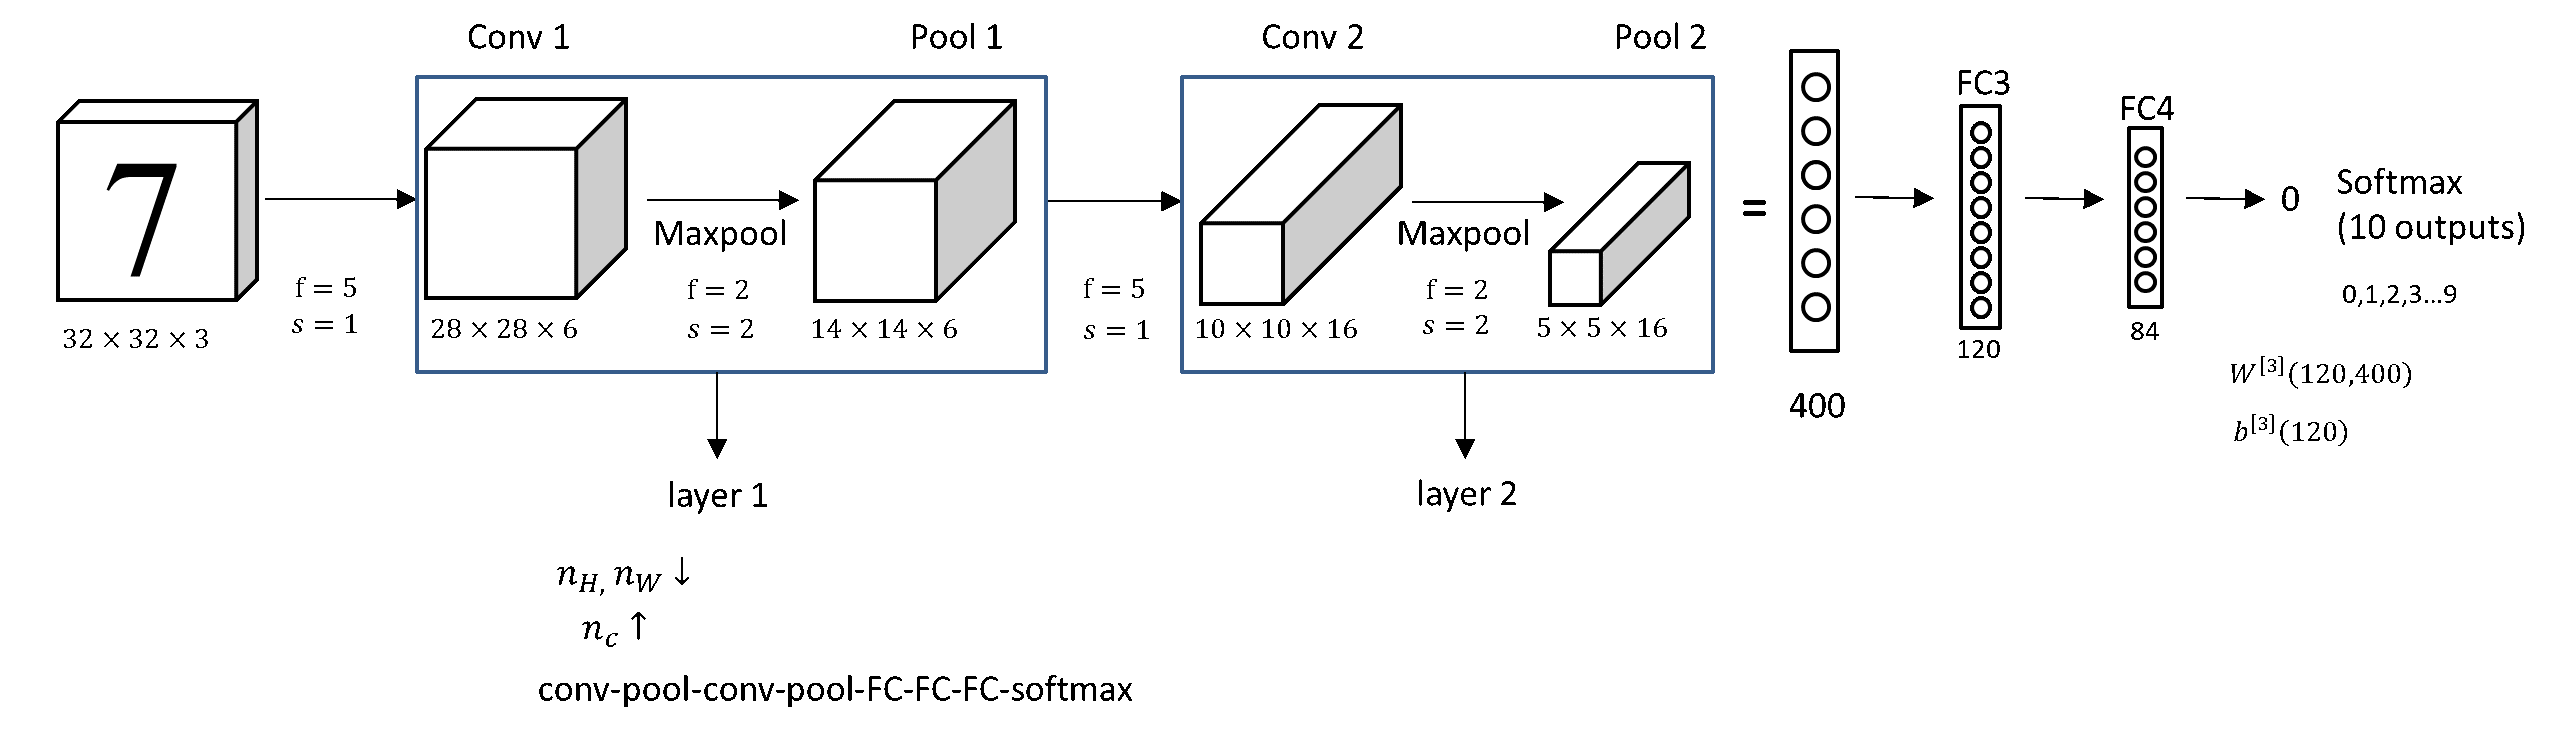 Conv 1
Pool 1
Conv 2
Pool 2
FC3
FC4
7
Maxpool
Maxpool
=
0
Softmax
(10 outputs)
f = 5
s = 1
f = 2
s = 2
f = 5
s = 1
f = 2
s = 2
0,1,2,3...9
32 × 32 × 3
28 × 28 × 6
14 × 14 × 6
10 × 10 × 16
5 × 5 × 16
120
84
400
W^[3](120,400)
b^[3](120)
layer 1
layer 2
n_H, n_W ↓
n_c ↑
conv-pool-conv-pool-FC-FC-FC-softmax